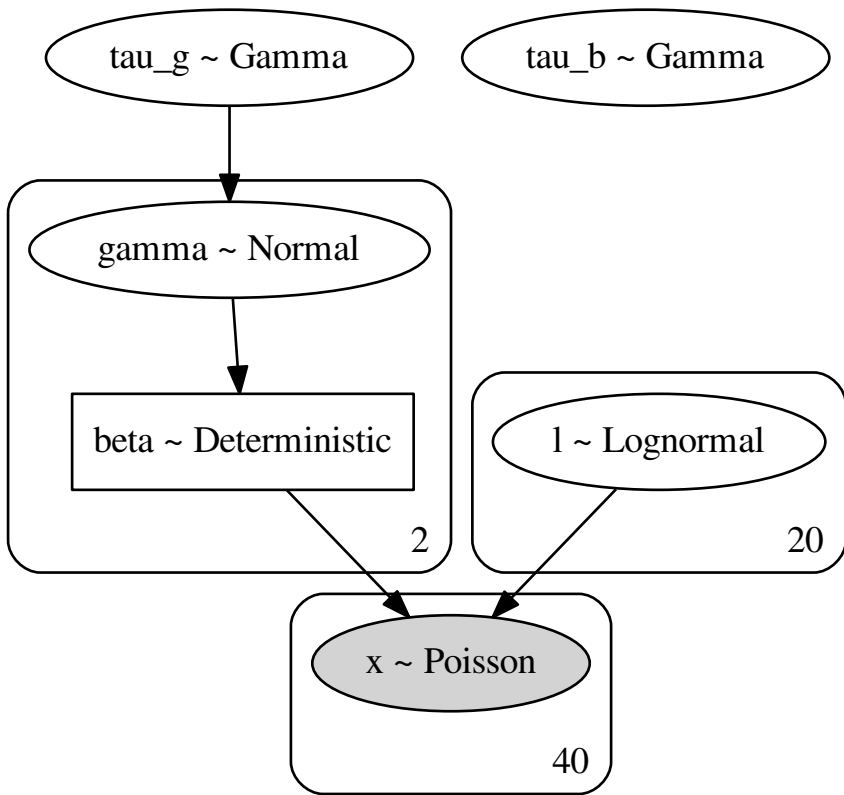 tau_g ~ Gamma
tau_b ~ Gamma
gamma ~ Normal
beta ~ Deterministic
l ~ Lognormal
2
20
x ~ Poisson
40